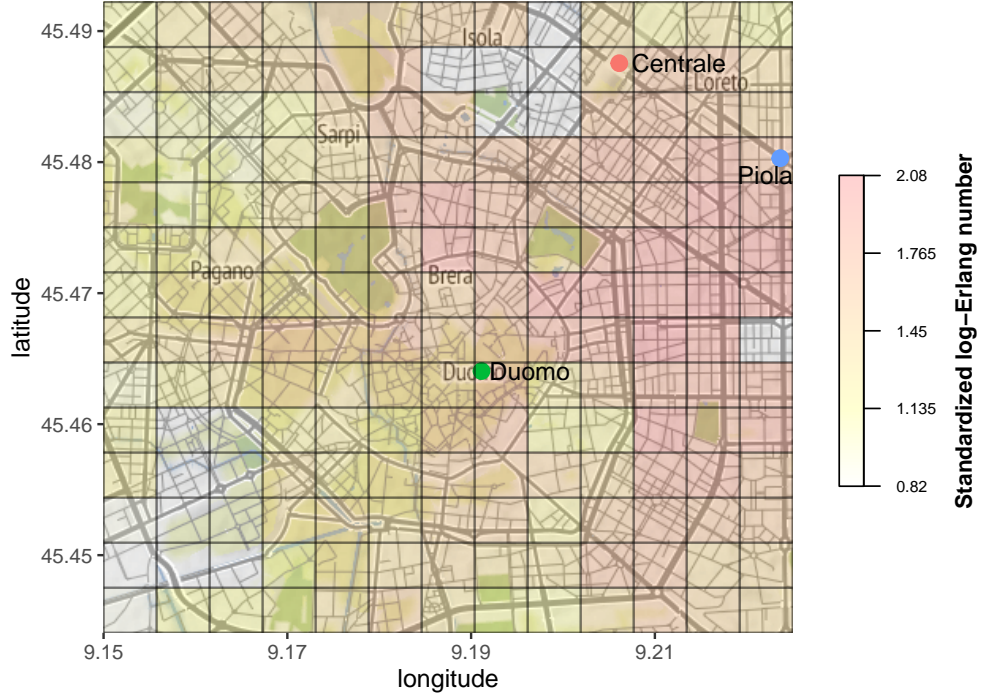 45.49
45.48
45.47
45.46
45.45
9.15
9.17
9.19
9.21
longitude
latitude
Isola
Centrale
Loreto
Sarpi
Piola
Pagano
Brera
Duomo
2.08
1.765
1.45
1.135
0.82
Standardized log−Erlang number